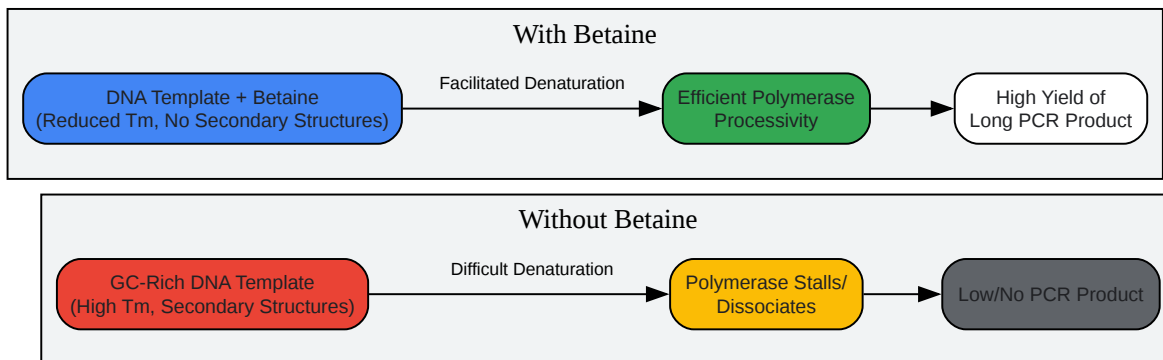 With Betaine
DNA Template + Betaine
(Reduced Tm, No Secondary Structures)
Facilitated Denaturation
Efficient Polymerase
Processivity
High Yield of
Long PCR Product
Without Betaine
GC-Rich DNA Template
(High Tm, Secondary Structures)
Difficult Denaturation
Polymerase Stalls/
Dissociates
Low/No PCR Product